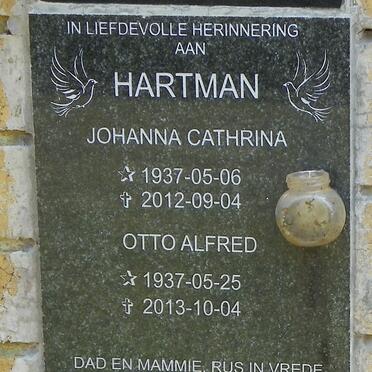 IN LIEFDEVOLLE HERINNERING
AAN
HARTMAN
JOHANNA CATHRINA
☆ 1937-05-06
✝ 2012-09-04
OTTO ALFRED
☆ 1937-05-25
✝ 2013-10-04
DAD EN MAMMIE, RUS IN VREDE